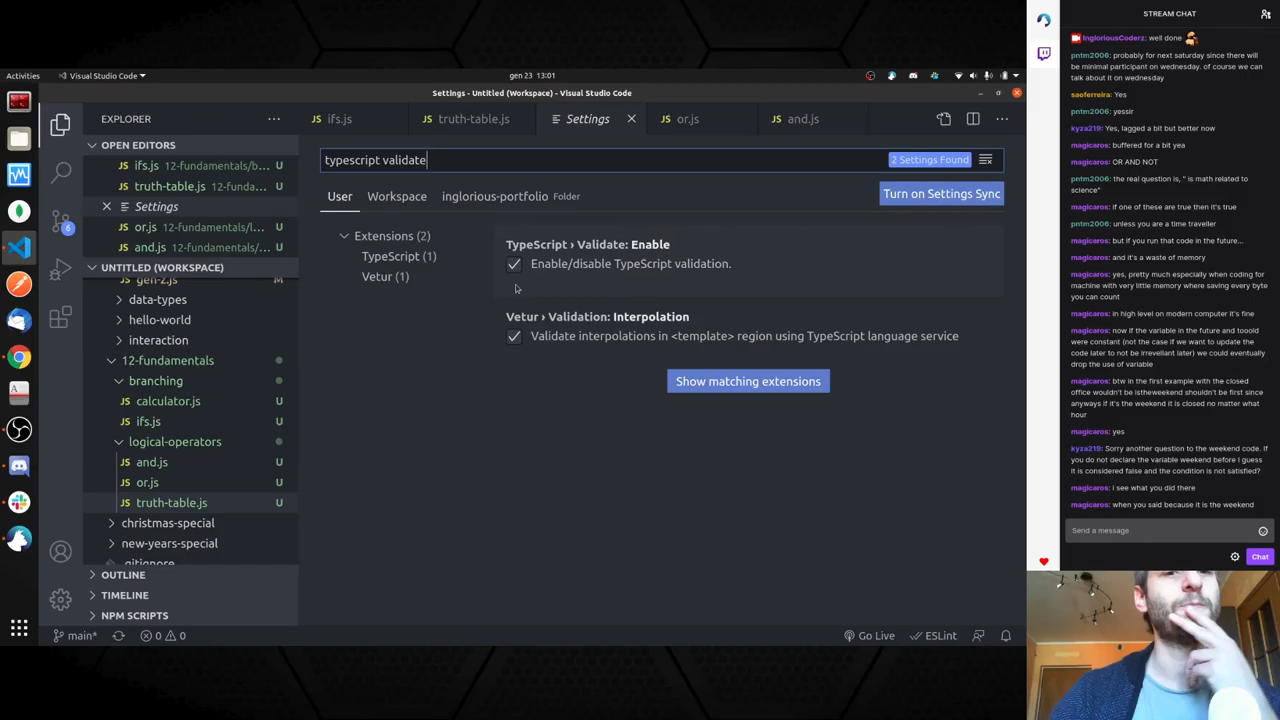 STREAM CHAT
Activities
Visual Studio Code
gen 23 13:01
Settings - Untitled (Workspace) - Visual Studio Code
EXPLORER
ifs.js
truth-table.js
Settings
or.js
and.js
OPEN EDITORS
ifs.js 12-fundamentals/b... U
truth-table.js 12-funda... U
Settings
or.js 12-fundamentals/l... U
and.js 12-fundamentals/... U
UNTITLED (WORKSPACE)
gen-2.js M
data-types
hello-world
interaction
12-fundamentals
branching
calculator.js U
ifs.js U
logical-operators
and.js U
or.js U
truth-table.js U
christmas-special
new-years-special
.gitignore
OUTLINE
TIMELINE
NPM SCRIPTS
6
typescript validate
2 Settings Found
User
Workspace
inglorious-portfolio Folder
Turn on Settings Sync
Extensions (2)
TypeScript (1)
Vetur (1)
TypeScript › Validate: Enable
Enable/disable TypeScript validation.
Vetur › Validation: Interpolation
Validate interpolations in <template> region using TypeScript language service
Show matching extensions
main*
0 0
Go Live
ESLint
IngloriousCoderz: well done
pntm2006: probably for next saturday since there will
be minimal participant on wednesday. of course we can
talk about it on wednesday
saoferreira: Yes
pntm2006: yessir
kyza219: Yes, lagged a bit but better now
magicaros: buffered for a bit yea
magicaros: OR AND NOT
pntm2006: the real question is, " is math related to
science"
magicaros: if one of these are true then it's true
pntm2006: unless you are a time traveller
magicaros: but if you run that code in the future...
magicaros: and it's a waste of memory
magicaros: yes, pretty much especially when coding for
machine with very little memory where saving every byte
you can count
magicaros: in high level on modern computer it's fine
magicaros: now if the variable in the future and toold
were constant (not the case if we want to update the
code later to not be irrevellant later) we could eventually
drop the use of variable
magicaros: btw in the first example with the closed
office wouldn't be istheweekend shouldn't be first since
anyways if it's the weekend it is closed no matter what
hour
magicaros: yes
kyza219: Sorry another question to the weekend code. If
you do not declare the variable weekend before I guess
it is considered false and the condition is not satisfied?
magicaros: i see what you did there
magicaros: when you said because it is the weekend
Send a message
Chat